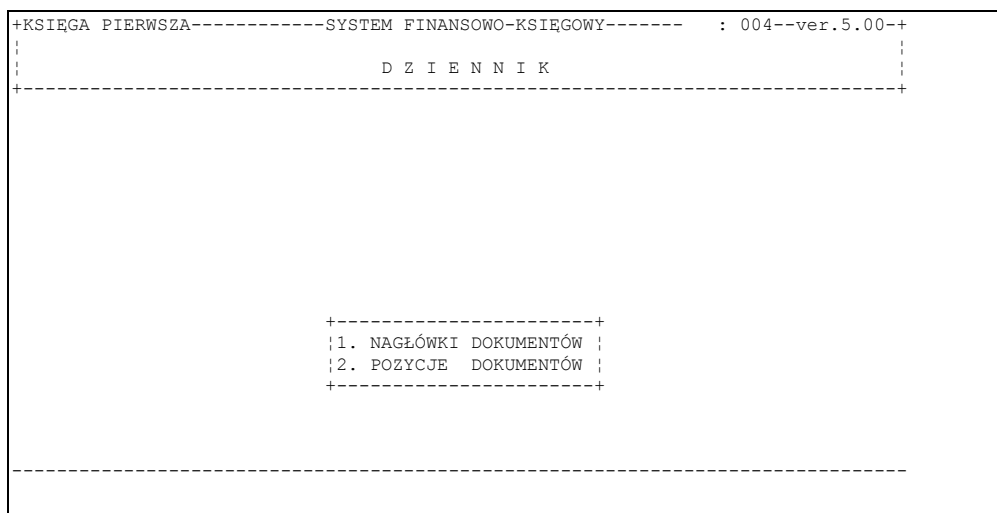 +KSIĘGA PIERWSZA------------SYSTEM FINANSOWO-KSIĘGOWY------- : 004--ver.5.00-+
¦ ¦
¦ D Z I E N N I K ¦
+------------------------------------------------------------------------------+
+-----------------------+
¦1. NAGŁÓWKI DOKUMENTÓW ¦
¦2. POZYCJE DOKUMENTÓW ¦
+-----------------------+
--------------------------------------------------------------------------------